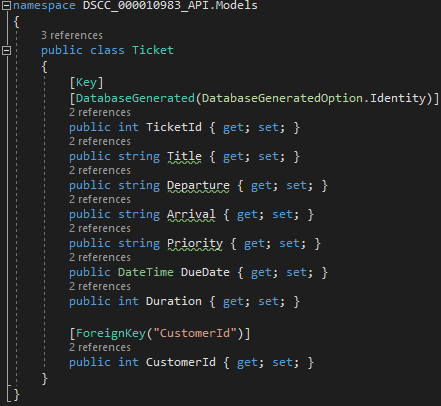 namespace DSCC_000010983_API.Models
{
3 references
public class Ticket
{
[Key]
[DatabaseGenerated(DatabaseGeneratedOption.Identity)]
2 references
public int TicketId { get; set; }
2 references
public string Title { get; set; }
2 references
public string Departure { get; set; }
2 references
public string Arrival { get; set; }
2 references
public string Priority { get; set; }
2 references
public DateTime DueDate { get; set; }
2 references
public int Duration { get; set; }
[ForeignKey("CustomerId")]
2 references
public int CustomerId { get; set; }
}
}